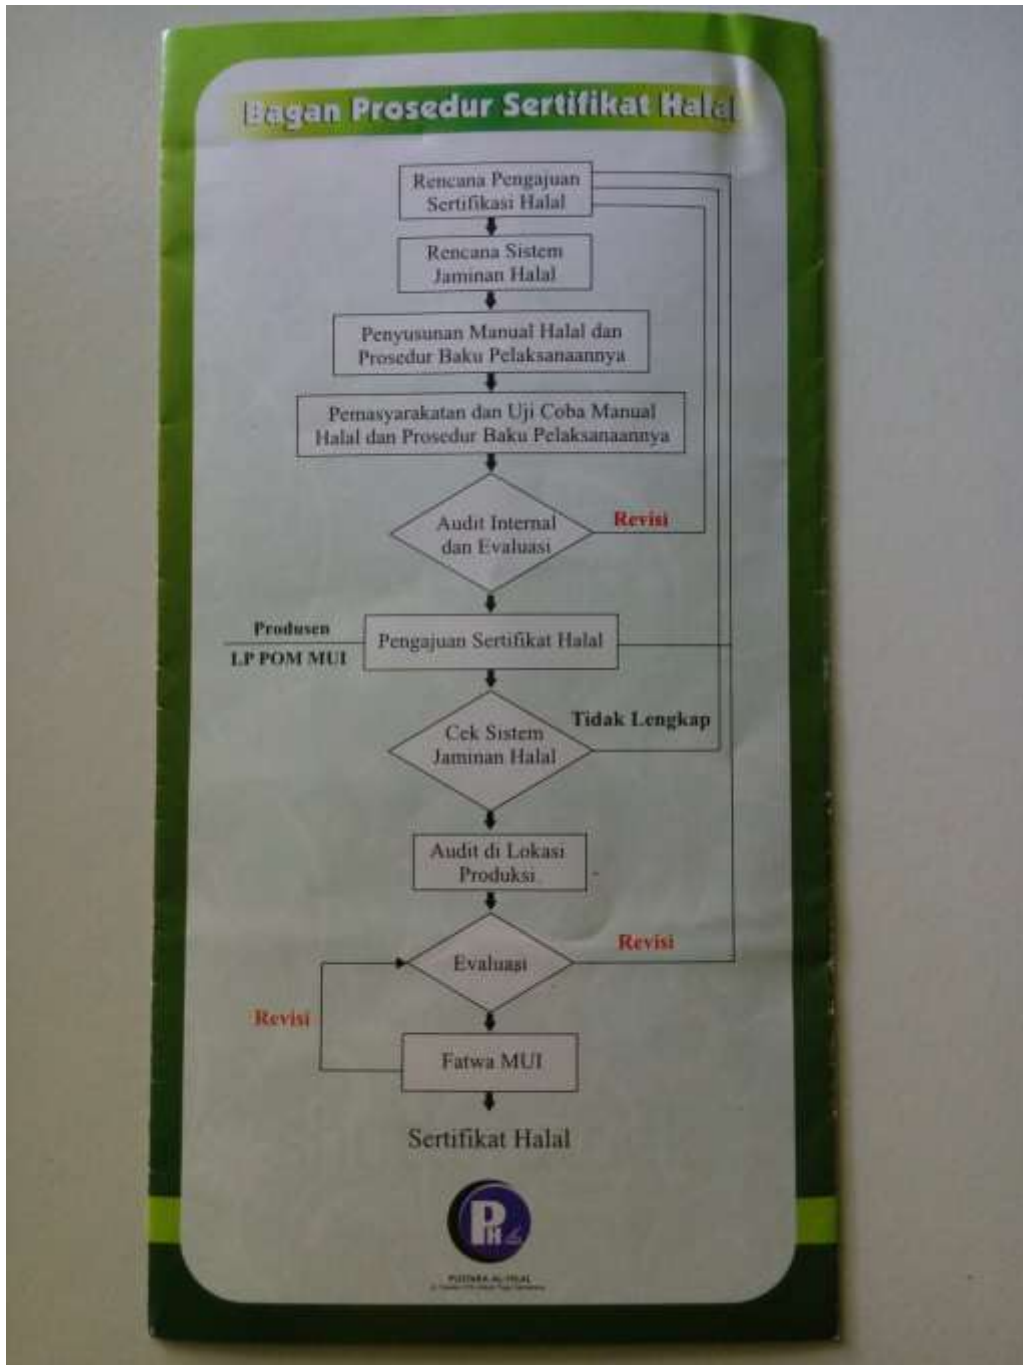 Bagan Prosedur Sertifikat Halal
Rencana Pengajuan
Sertifikasi Halal
Rencana Sistem
Jaminan Halal
Penyusunan Manual Halal dan
Prosedur Baku Pelaksanaannya
Pemasyarakatan dan Uji Coba Manual
Halal dan Prosedur Baku Pelaksanaannya
Audit Internal
dan Evaluasi
Revisi
Produsen
LP POM MUI
Pengajuan Sertifikat Halal
Cek Sistem
Jaminan Halal
Tidak Lengkap
Audit di Lokasi
Produksi
Evaluasi
Revisi
Revisi
Fatwa MUI
Sertifikat Halal
PH
PUSTAKA AL-HILAL